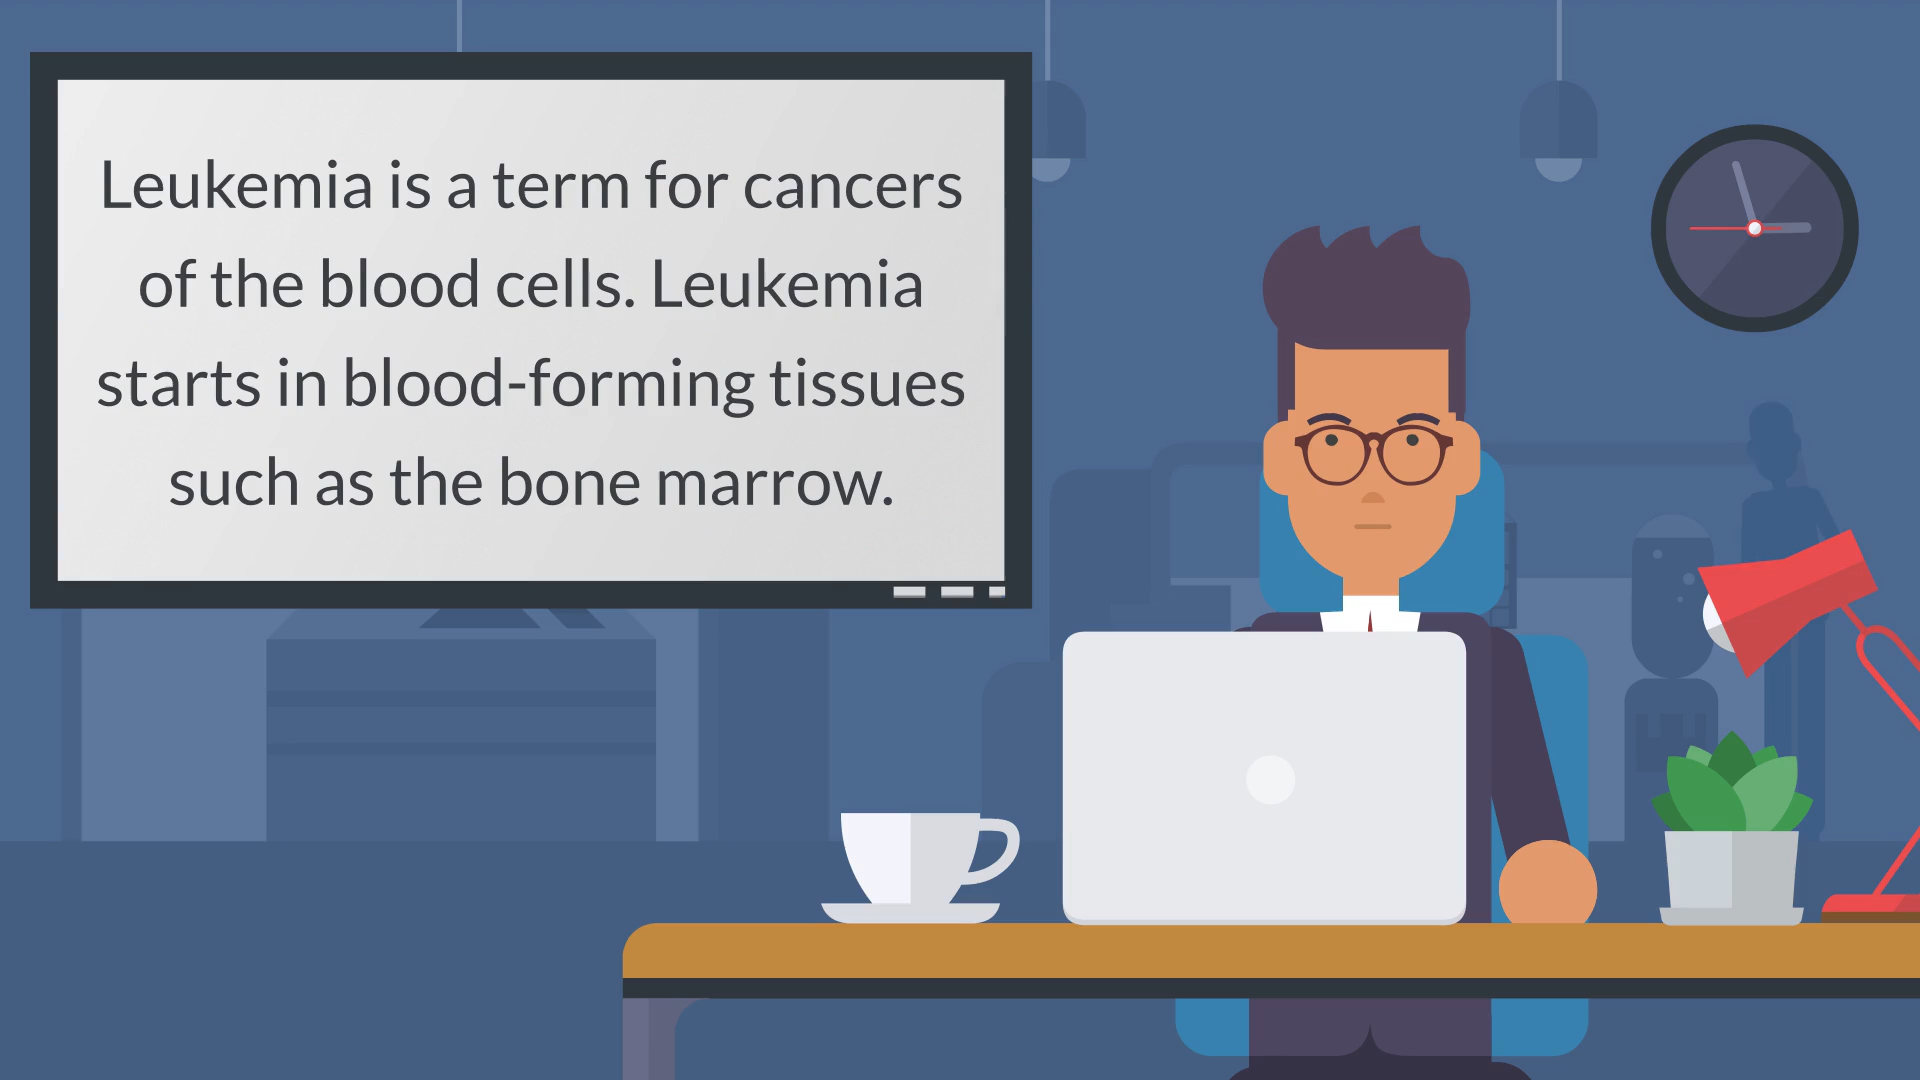 Leukemia is a term for cancers
of the blood cells. Leukemia
starts in blood-forming tissues
such as the bone marrow.